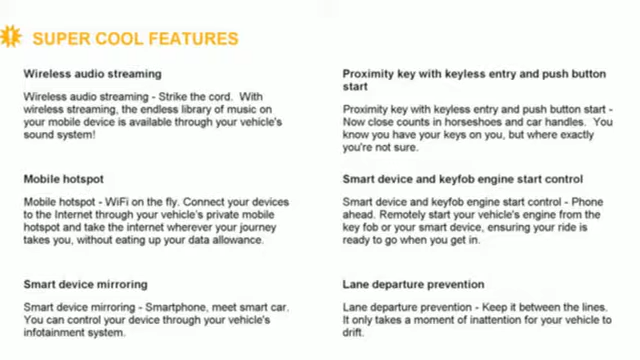 SUPER COOL FEATURES
Wireless audio streaming
Wireless audio streaming - Strike the cord. With
wireless streaming, the endless library of music on
your mobile device is available through your vehicle's
sound system!
Mobile hotspot
Mobile hotspot - WiFi on the fly. Connect your devices
to the Internet through your vehicle's private mobile
hotspot and take the internet wherever your journey
takes you, without eating up your data allowance.
Smart device mirroring
Smart device mirroring - Smartphone, meet smart car.
You can control your device through your vehicle's
infotainment system.
Proximity key with keyless entry and push button
start
Proximity key with keyless entry and push button start -
Now close counts in horseshoes and car handles. You
know you have your keys on you, but where exactly
you're not sure.
Smart device and keyfob engine start control
Smart device and keyfob engine start control - Phone
ahead. Remotely start your vehicle's engine from the
key fob or your smart device, ensuring your ride is
ready to go when you get in.
Lane departure prevention
Lane departure prevention - Keep it between the lines.
It only takes a moment of inattention for your vehicle to
drift.